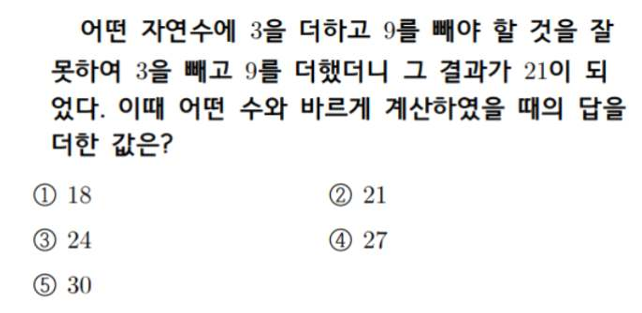 어떤 자연수에 3을 더하고 9를 빼야 할 것을 잘
못하여 3을 빼고 9를 더했더니 그 결과가 21이 되
었다. 이때 어떤 수와 바르게 계산하였을 때의 답을
더한 값은?
① 18 ② 21
③ 24 ④ 27
⑤ 30